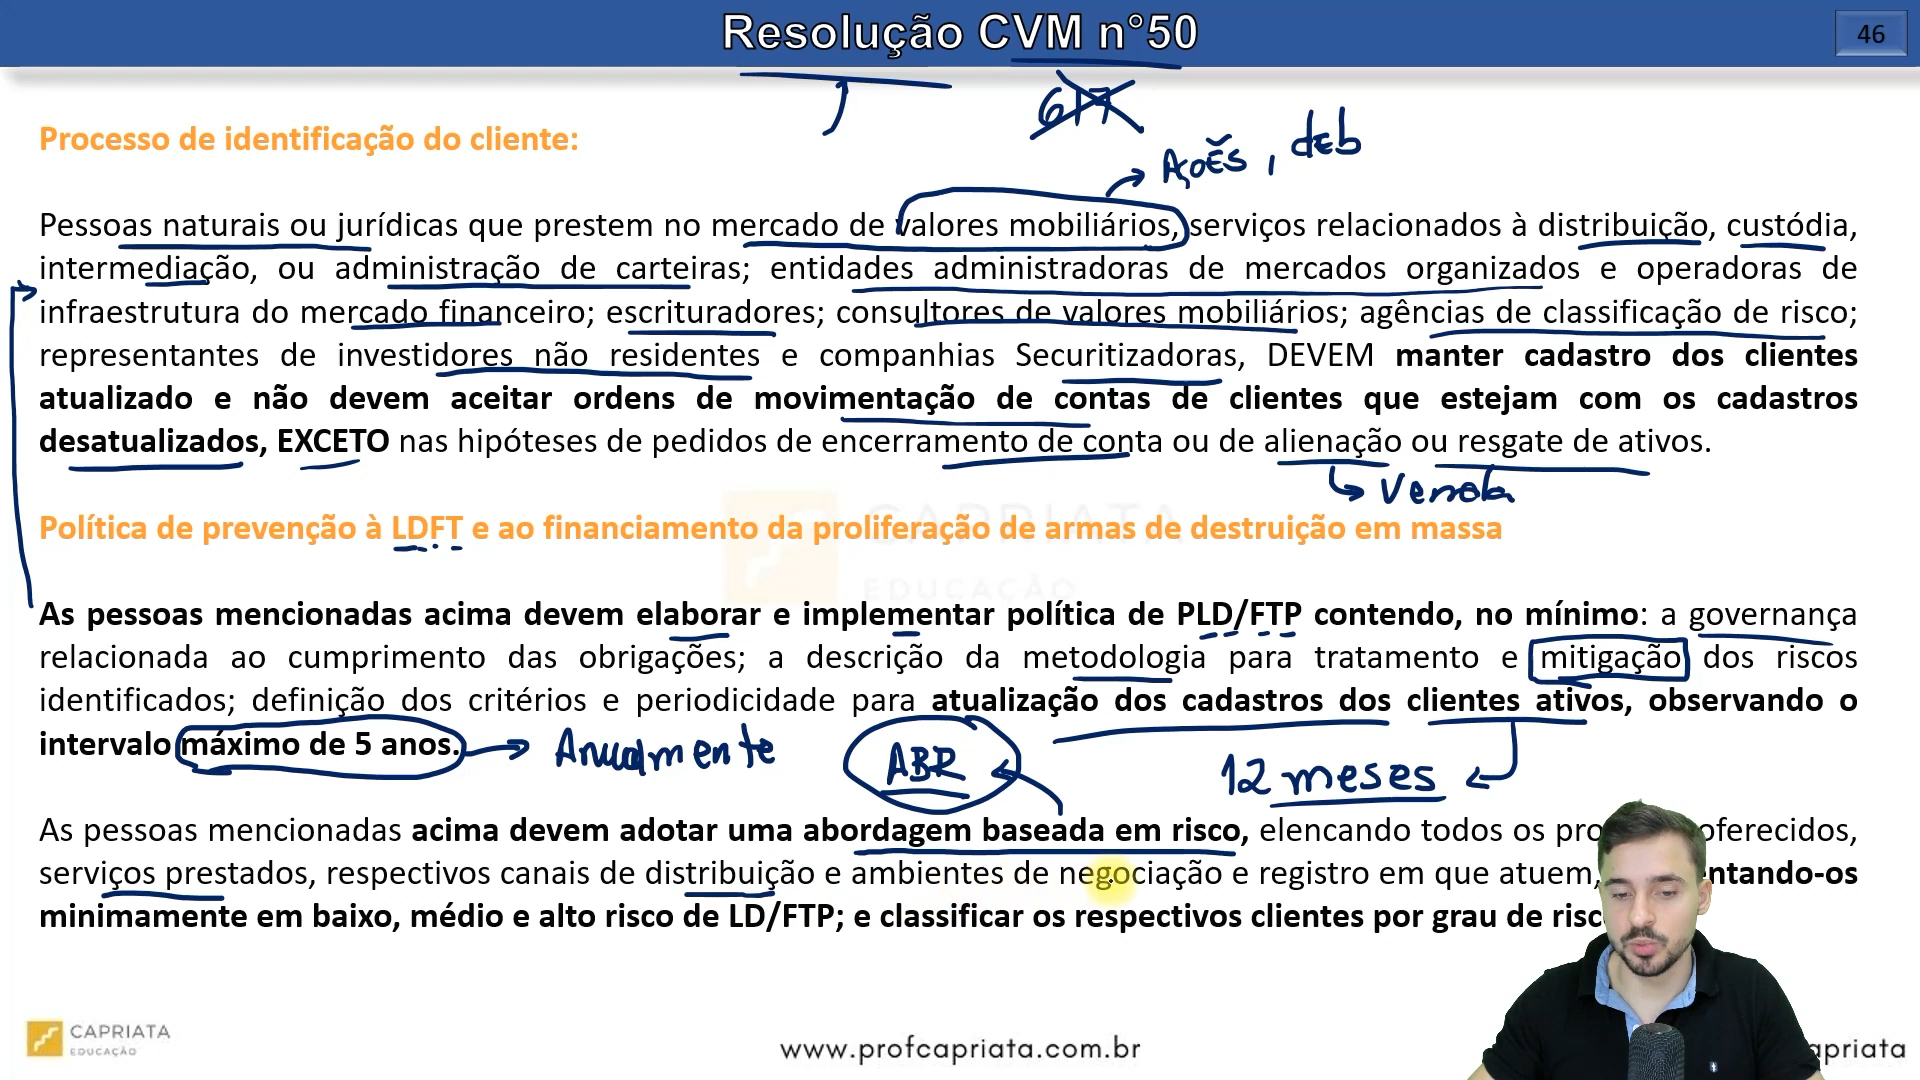 Resolução CVM n°50
46
617
Ações, deb
Processo de identificação do cliente:
Pessoas naturais ou jurídicas que prestem no mercado de valores mobiliários, serviços relacionados à distribuição, custódia,
intermediação, ou administração de carteiras; entidades administradoras de mercados organizados e operadoras de
infraestrutura do mercado financeiro; escrituradores; consultores de valores mobiliários; agências de classificação de risco;
representantes de investidores não residentes e companhias Securitizadoras, DEVEM manter cadastro dos clientes
atualizado e não devem aceitar ordens de movimentação de contas de clientes que estejam com os cadastros
desatualizados, EXCETO nas hipóteses de pedidos de encerramento de conta ou de alienação ou resgate de ativos.
Venda
Política de prevenção à LDFT e ao financiamento da proliferação de armas de destruição em massa
CAPRIATA
EDUCAÇÃO
As pessoas mencionadas acima devem elaborar e implementar política de PLD/FTP contendo, no mínimo: a governança
relacionada ao cumprimento das obrigações; a descrição da metodologia para tratamento e mitigação dos riscos
identificados; definição dos critérios e periodicidade para atualização dos cadastros dos clientes ativos, observando o
intervalo máximo de 5 anos.
Anualmente
ABR
12 meses
As pessoas mencionadas acima devem adotar uma abordagem baseada em risco, elencando todos os pro oferecidos,
serviços prestados, respectivos canais de distribuição e ambientes de negociação e registro em que atuem, entando-os
minimamente em baixo, médio e alto risco de LD/FTP; e classificar os respectivos clientes por grau de risc
CAPRIATA
EDUCAÇÃO
www.profcapriata.com.br
apriata